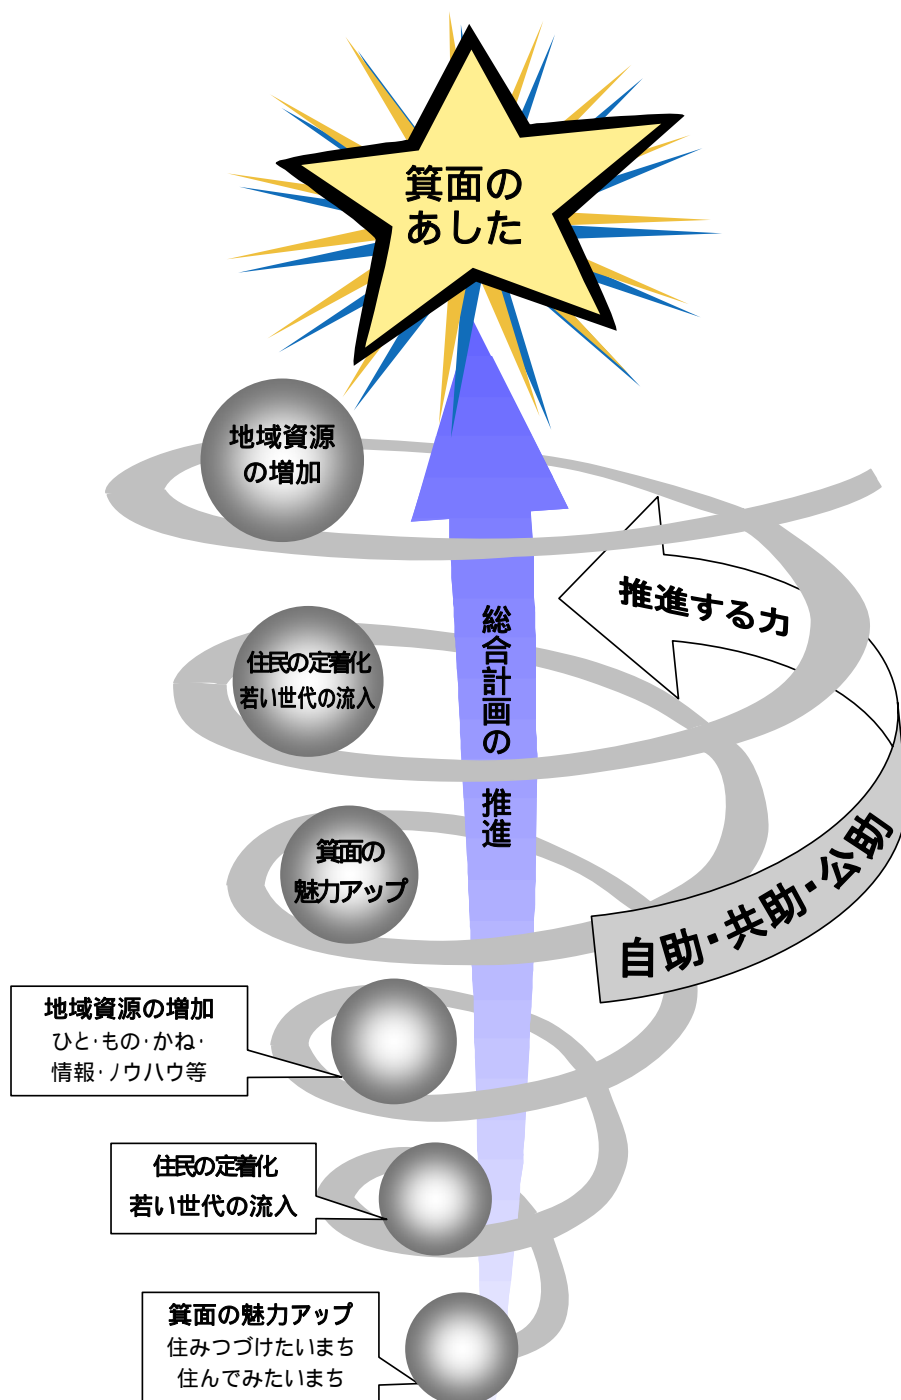 箕面の
あした
地域資源
の増加
推進する力
住民の定着化
若い世代の流入
総合計画の 推進
箕面の
魅力アップ
自助・共助・公助
地域資源の増加
ひと・もの・かね・
情報・ノウハウ等
住民の定着化
若い世代の流入
箕面の魅力アップ
住みつづけたいまち
住んでみたいまち